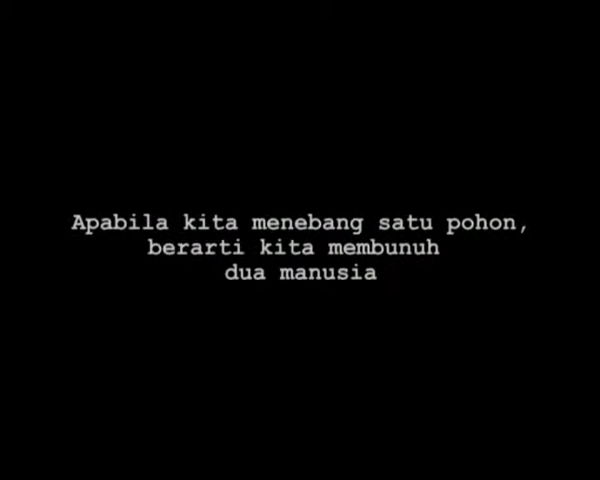 Apabila kita menebang satu pohon,
berarti kita membunuh
dua manusia